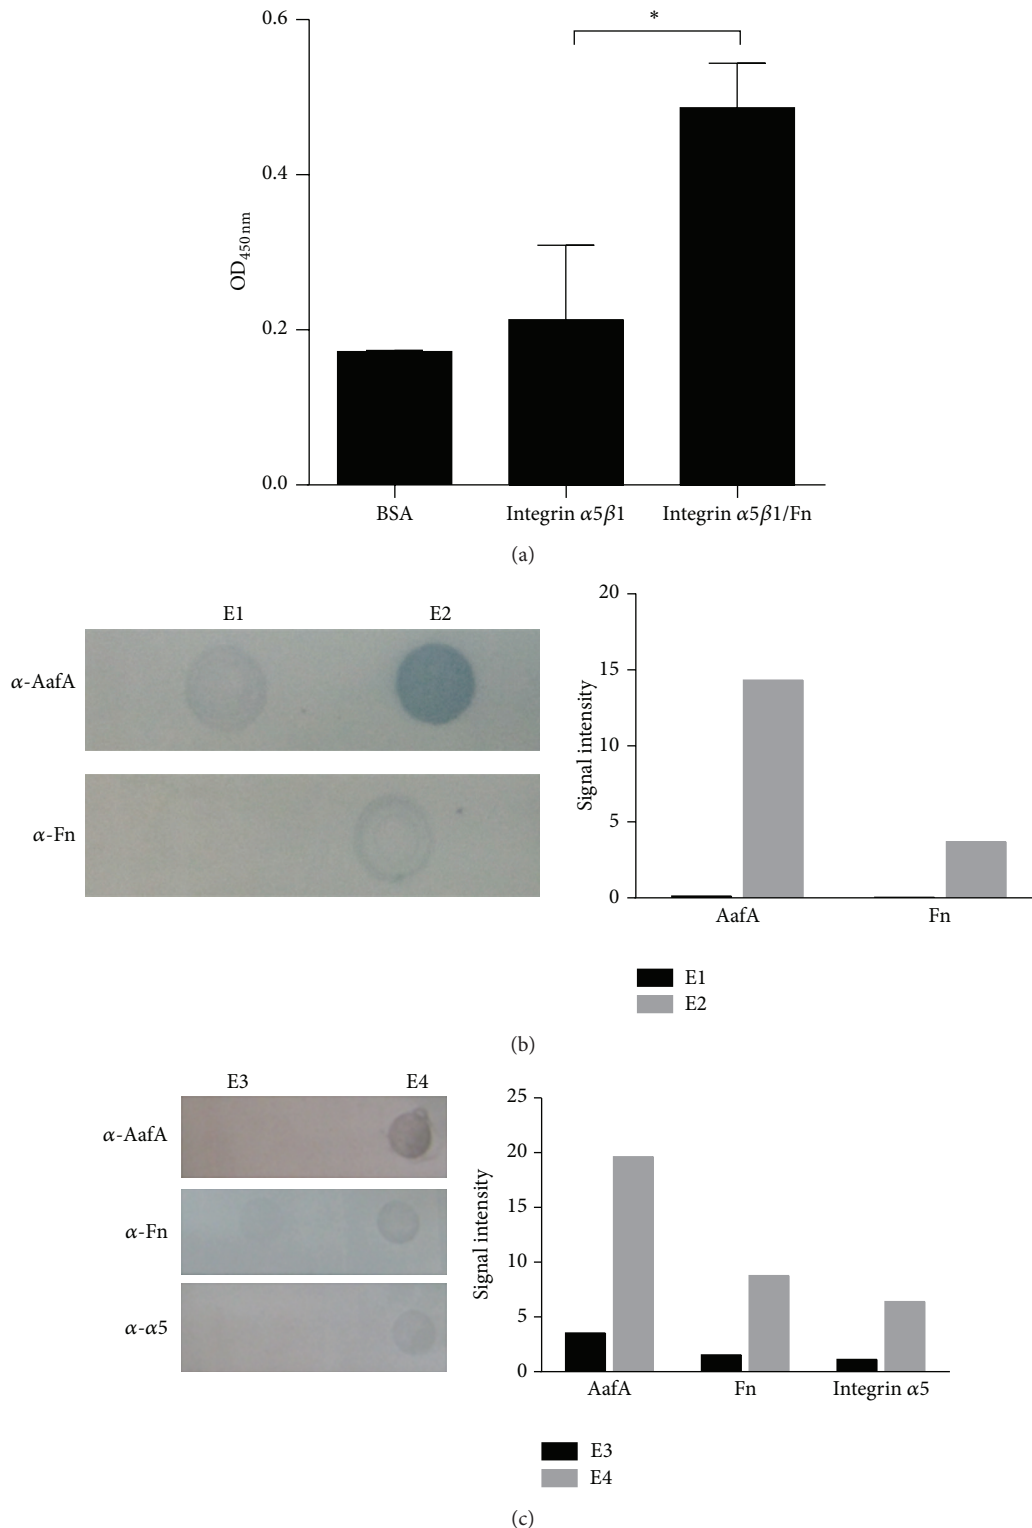 *
0.6
0.4
0.2
0.0
OD450 nm
BSA
Integrin α5β1
Integrin α5β1/Fn
(a)
E1
E2
α-AafA
α-Fn
20
15
10
5
0
Signal intensity
AafA
Fn
E1
E2
(b)
E3
E4
α-AafA
α-Fn
α-α5
25
20
15
10
5
0
Signal intensity
AafA
Fn
Integrin α5
E3
E4
(c)